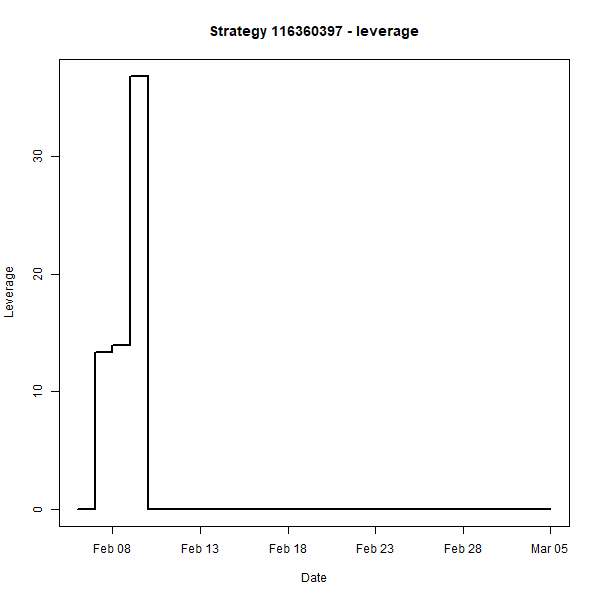 Strategy 116360397 - leverage
Leverage
30
20
10
0
Feb 08 Feb 13 Feb 18 Feb 23 Feb 28 Mar 05
Date